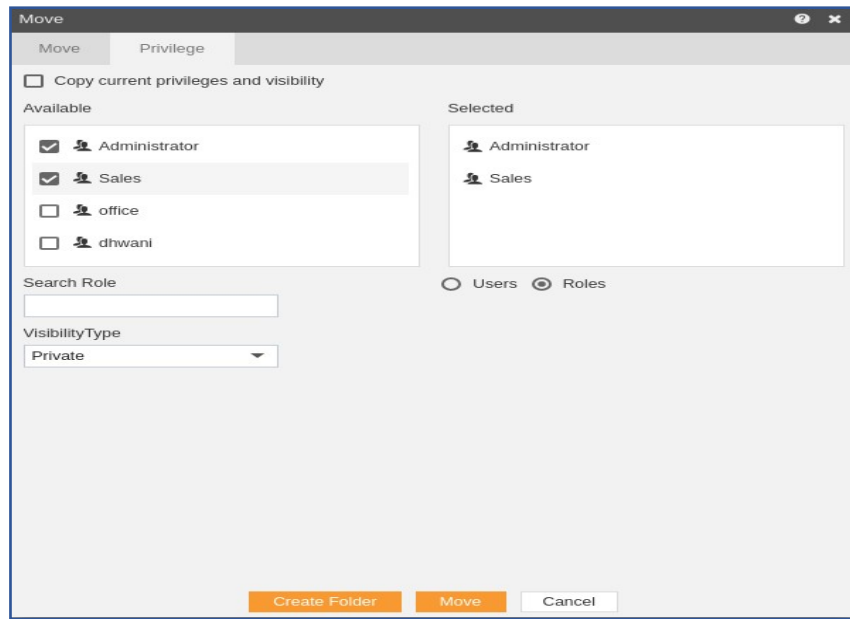 Move
Move Privilege
Copy current privileges and visibility
Available
Selected
Administrator
Sales
office
dhwani
Administrator
Sales
Search Role
Users Roles
VisibilityType
Private
Create Folder Move Cancel